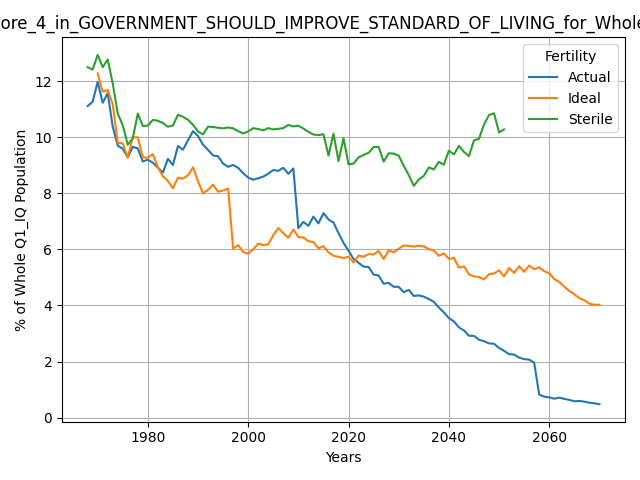 ore_4_in_GOVERNMENT_SHOULD_IMPROVE_STANDARD_OF_LIVING_for_Whole
Fertility
Actual
Ideal
Sterile
% of Whole Q1_IQ Population
12
10
8
6
4
2
0
1980
2000
2020
2040
2060
Years